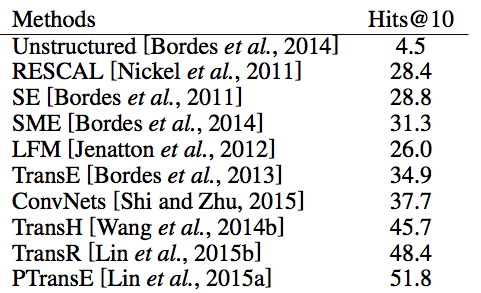 Methods Hits@10
Unstructured [Bordes et al., 2014] 4.5
RESCAL [Nickel et al., 2011] 28.4
SE [Bordes et al., 2011] 28.8
SME [Bordes et al., 2014] 31.3
LFM [Jenatton et al., 2012] 26.0
TransE [Bordes et al., 2013] 34.9
ConvNets [Shi and Zhu, 2015] 37.7
TransH [Wang et al., 2014b] 45.7
TransR [Lin et al., 2015b] 48.4
PTransE [Lin et al., 2015a] 51.8